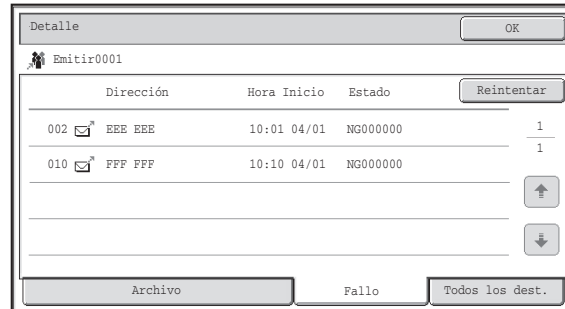 Detalle OK
Emitir0001
Dirección Hora Inicio Estado Reintentar
002 EEE EEE 10:01 04/01 NG000000 1
1
010 FFF FFF 10:10 04/01 NG000000
Archivo Fallo Todos los dest.